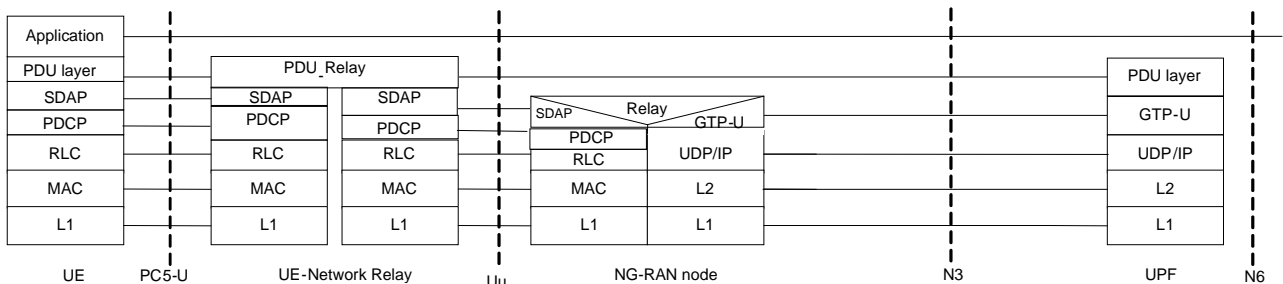 Application
PDU layer
SDAP
PDCP
RLC
MAC
L1
UE
PC5-U
PDU_Relay
SDAP
PDCP
RLC
MAC
L1
SDAP
PDCP
RLC
MAC
L1
UE-Network Relay
Uu
SDAP
Relay
GTP-U
PDCP
RLC
MAC
L1
UDP/IP
L2
L1
NG-RAN node
N3
PDU layer
GTP-U
UDP/IP
L2
L1
UPF
N6